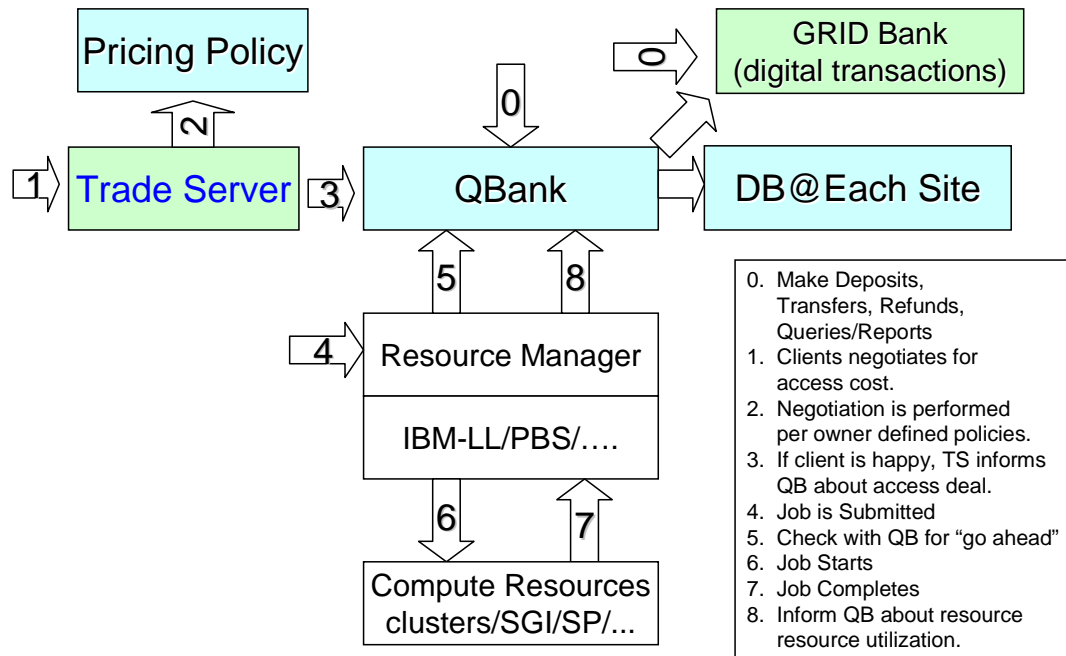 Pricing Policy
GRID Bank
(digital transactions)
0
0
2
1
Trade Server
3
QBank
DB@Each Site
5
8
4
Resource Manager
IBM-LL/PBS/….
6
7
Compute Resources
clusters/SGI/SP/...
0. Make Deposits,
Transfers, Refunds,
Queries/Reports
1. Clients negotiates for
access cost.
2. Negotiation is performed
per owner defined policies.
3. If client is happy, TS informs
QB about access deal.
4. Job is Submitted
5. Check with QB for “go ahead”
6. Job Starts
7. Job Completes
8. Inform QB about resource
resource utilization.